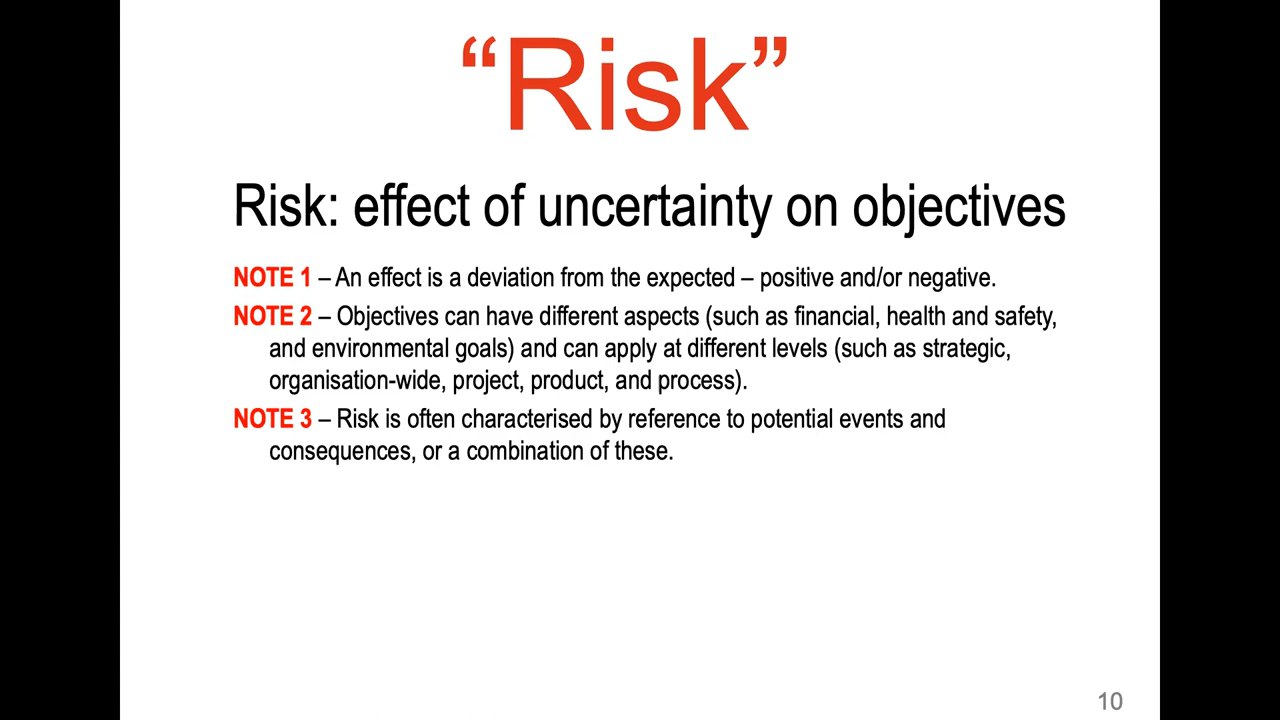 “Risk”
Risk: effect of uncertainty on objectives
NOTE 1 – An effect is a deviation from the expected – positive and/or negative.
NOTE 2 – Objectives can have different aspects (such as financial, health and safety,
and environmental goals) and can apply at different levels (such as strategic,
organisation-wide, project, product, and process).
NOTE 3 – Risk is often characterised by reference to potential events and
consequences, or a combination of these.
10